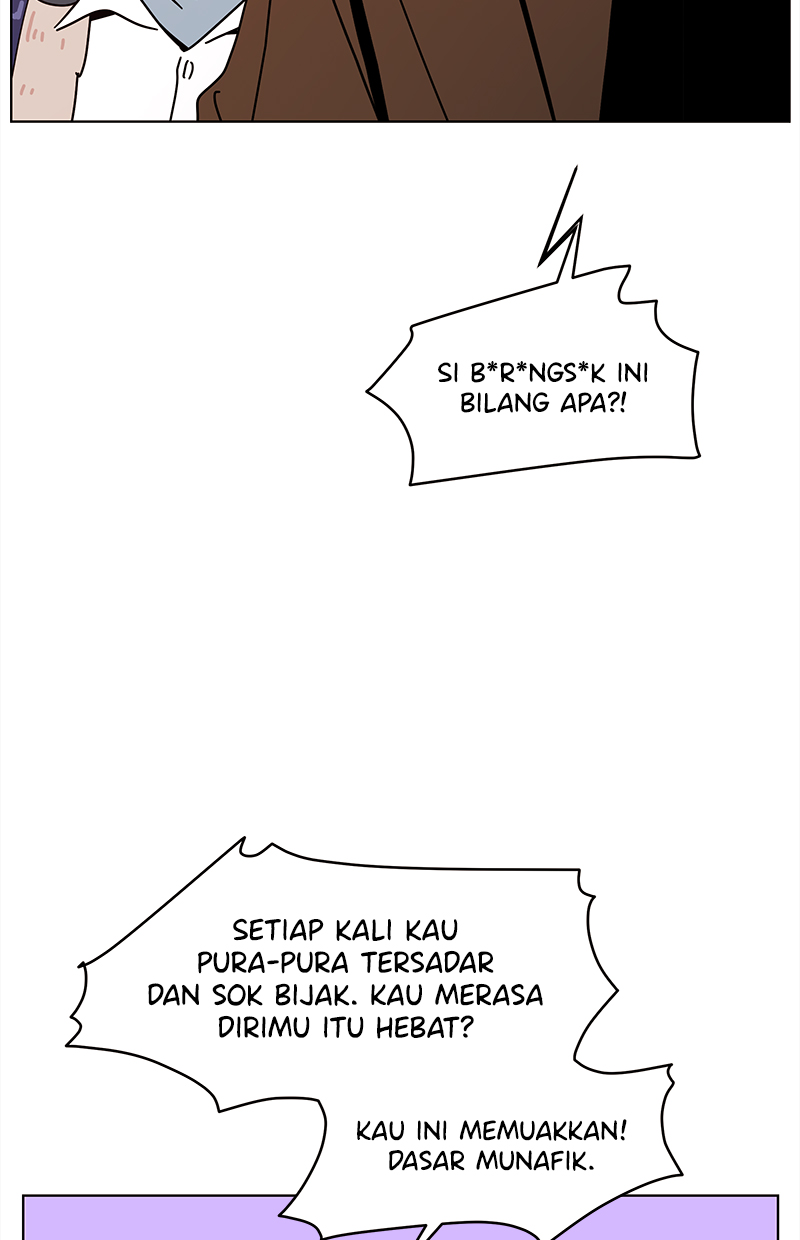 SI B*R*NGS*K INI
BILANG APA?!
SETIAP KALI KAU
PURA-PURA TERSADAR
DAN SOK BIJAK. KAU MERASA
DIRIMU ITU HEBAT?
KAU INI MEMUAKKAN!
DASAR MUNAFIK.